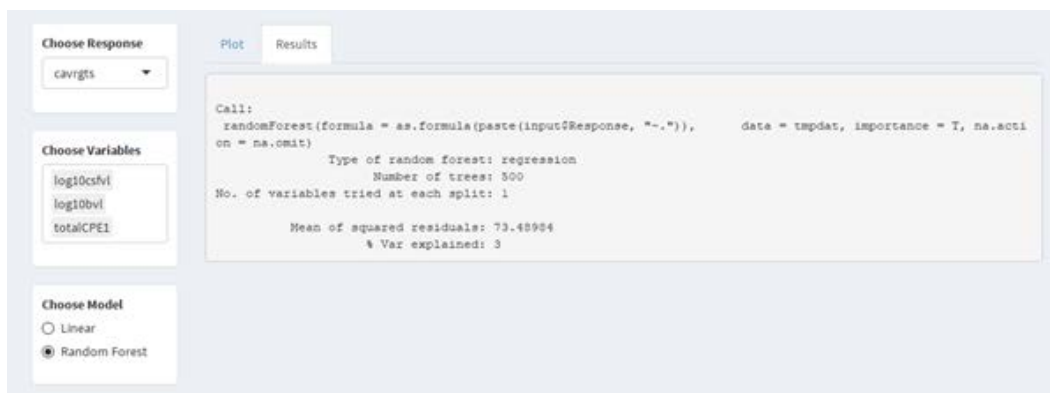 Choose Response
cavrgts
Choose Variables
log10csfvl
log10bvl
totalCPE1
Choose Model
Linear
Random Forest
Plot Results
Call:
randomForest(formula = as.formula(paste(input$Response, "~.")), data = tmpdat, importance = T, na.acti
on = na.omit)
Type of random forest: regression
Number of trees: 500
No. of variables tried at each split: 1
Mean of squared residuals: 73.48984
% Var explained: 3